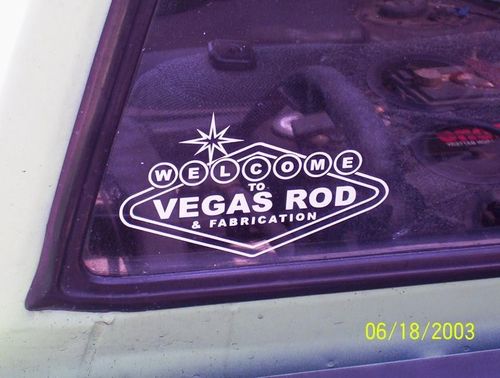 WELCOME
TO
VEGAS ROD
& FABRICATION
06/18/2003